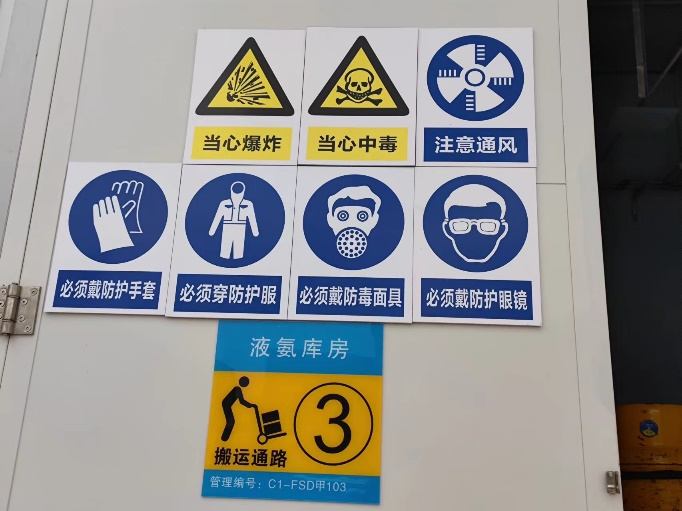 当心爆炸
当心中毒
注意通风
必须戴防护手套
必须穿防护服
必须戴防毒面具
必须戴防护眼镜
液氨库房
3
搬运通路
管理编号：C1-FSD甲103